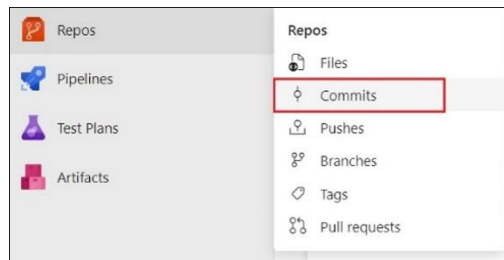 Repos
Pipelines
Test Plans
Artifacts
Repos
Files
Commits
Pushes
Branches
Tags
Pull requests